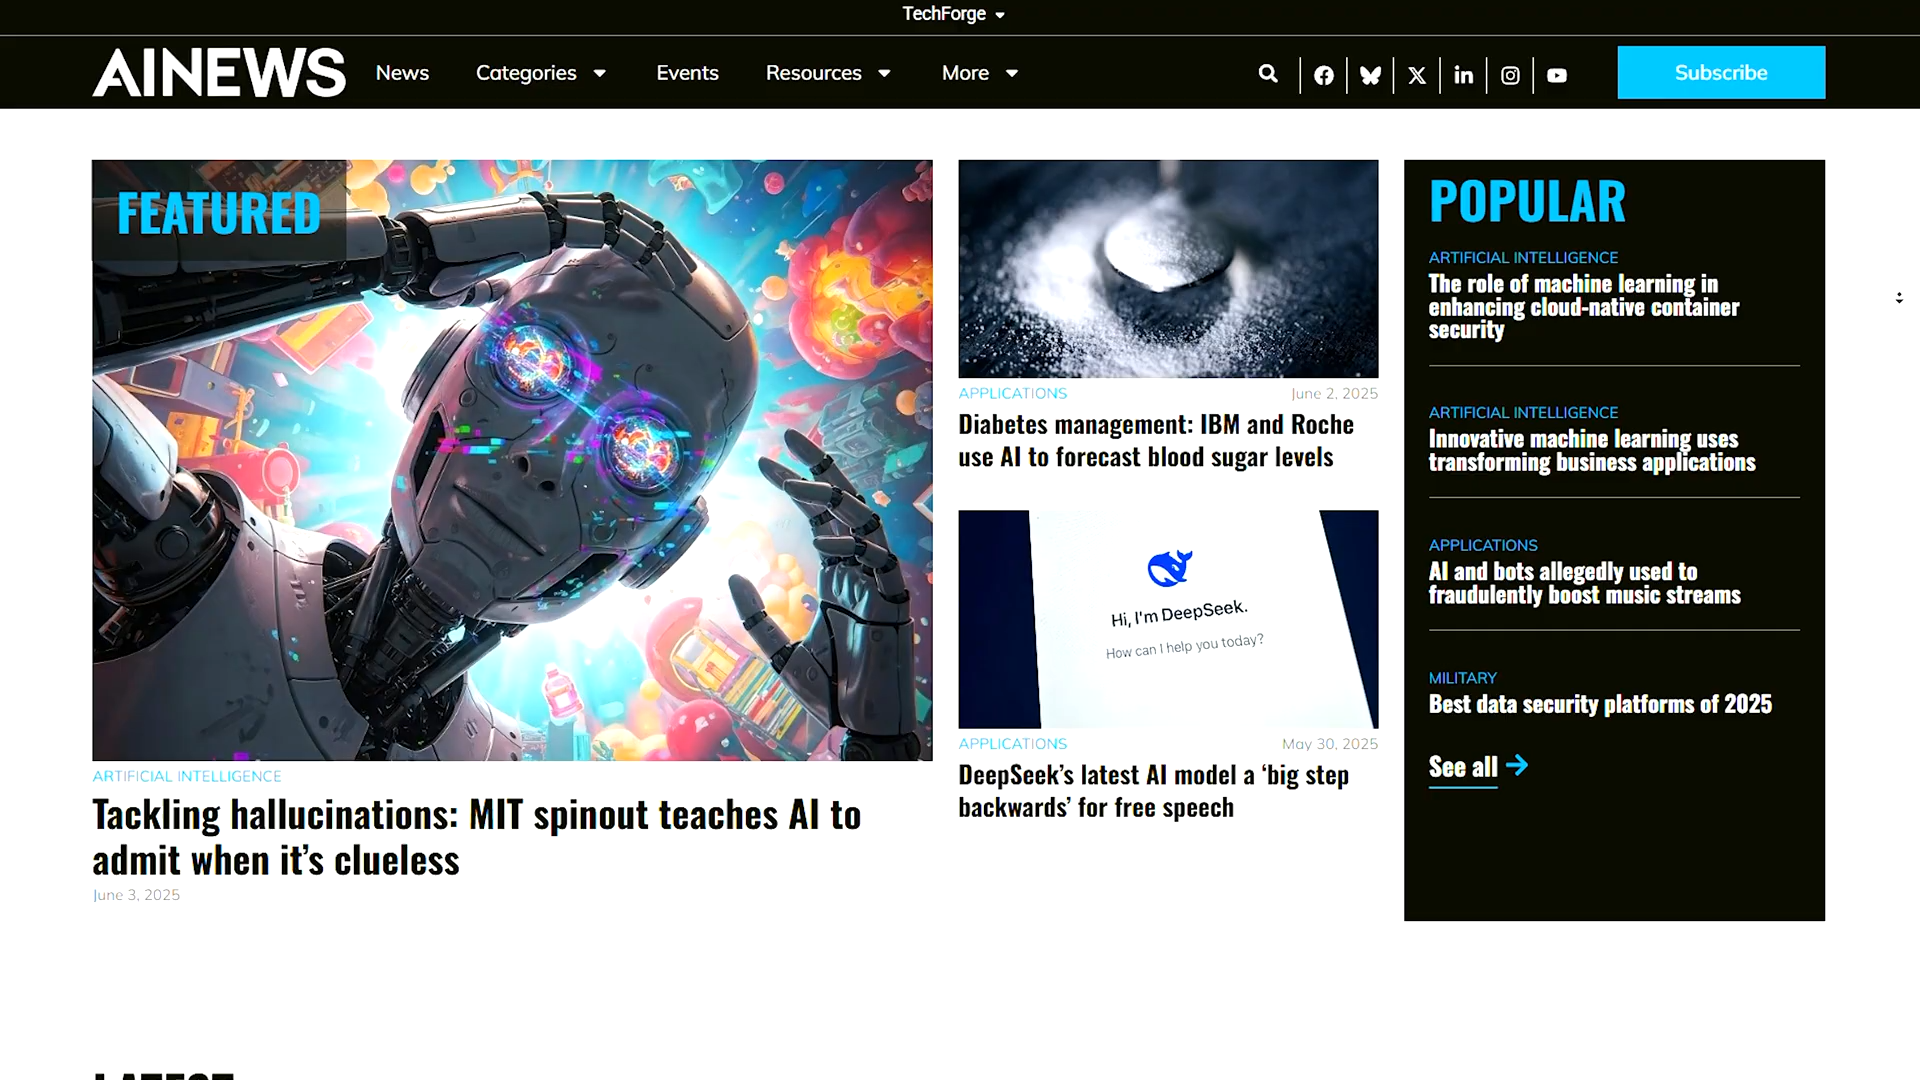 TechForge
AINEWS
News
Categories
Events
Resources
More
Subscribe
FEATURED
ARTIFICIAL INTELLIGENCE
Tackling hallucinations: MIT spinout teaches AI to
admit when it’s clueless
June 3, 2025
APPLICATIONS
June 2, 2025
Diabetes management: IBM and Roche
use AI to forecast blood sugar levels
Hi, I'm DeepSeek.
How can I help you today?
APPLICATIONS
May 30, 2025
DeepSeek’s latest AI model a ‘big step
backwards’ for free speech
POPULAR
ARTIFICIAL INTELLIGENCE
The role of machine learning in
enhancing cloud-native container
security
ARTIFICIAL INTELLIGENCE
Innovative machine learning uses
transforming business applications
APPLICATIONS
AI and bots allegedly used to
fraudulently boost music streams
MILITARY
Best data security platforms of 2025
See all
LATEST